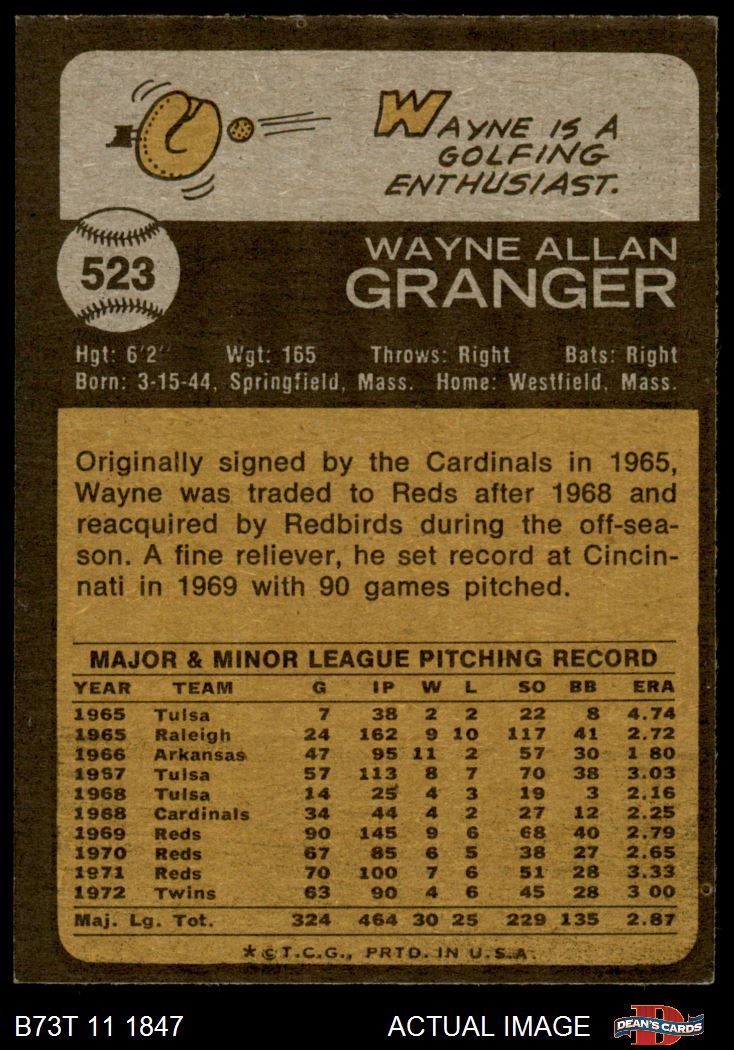 WAYNE IS A
GOLFING
ENTHUSIAST.
523
WAYNE ALLAN
GRANGER
Hgt: 6'2" Wgt: 165 Throws: Right Bats: Right
Born: 3-15-44, Springfield, Mass. Home: Westfield, Mass.
Originally signed by the Cardinals in 1965,
Wayne was traded to Reds after 1968 and
reacquired by Redbirds during the off-sea-
son. A fine reliever, he set record at Cincin-
nati in 1969 with 90 games pitched.
MAJOR & MINOR LEAGUE PITCHING RECORD
YEAR TEAM G IP W L SO BB ERA
1965 Tulsa 7 38 2 2 22 8 4.74
1965 Raleigh 24 162 9 10 117 41 2.72
1966 Arkansas 47 95 11 2 57 30 1 80
1967 Tulsa 57 113 8 7 70 38 3.03
1968 Tulsa 14 25 4 3 19 3 2.16
1968 Cardinals 34 44 4 2 27 12 2.25
1969 Reds 90 145 9 6 68 40 2.79
1970 Reds 67 85 6 5 38 27 2.65
1971 Reds 70 100 7 6 51 28 3.33
1972 Twins 63 90 4 6 45 28 3 00
Maj. Lg. Tot. 324 464 30 25 229 135 2.87
*©T.C.G., PRTD. IN U.S.A.
B73T 11 1847 ACTUAL IMAGE D DEAN'S CARDS